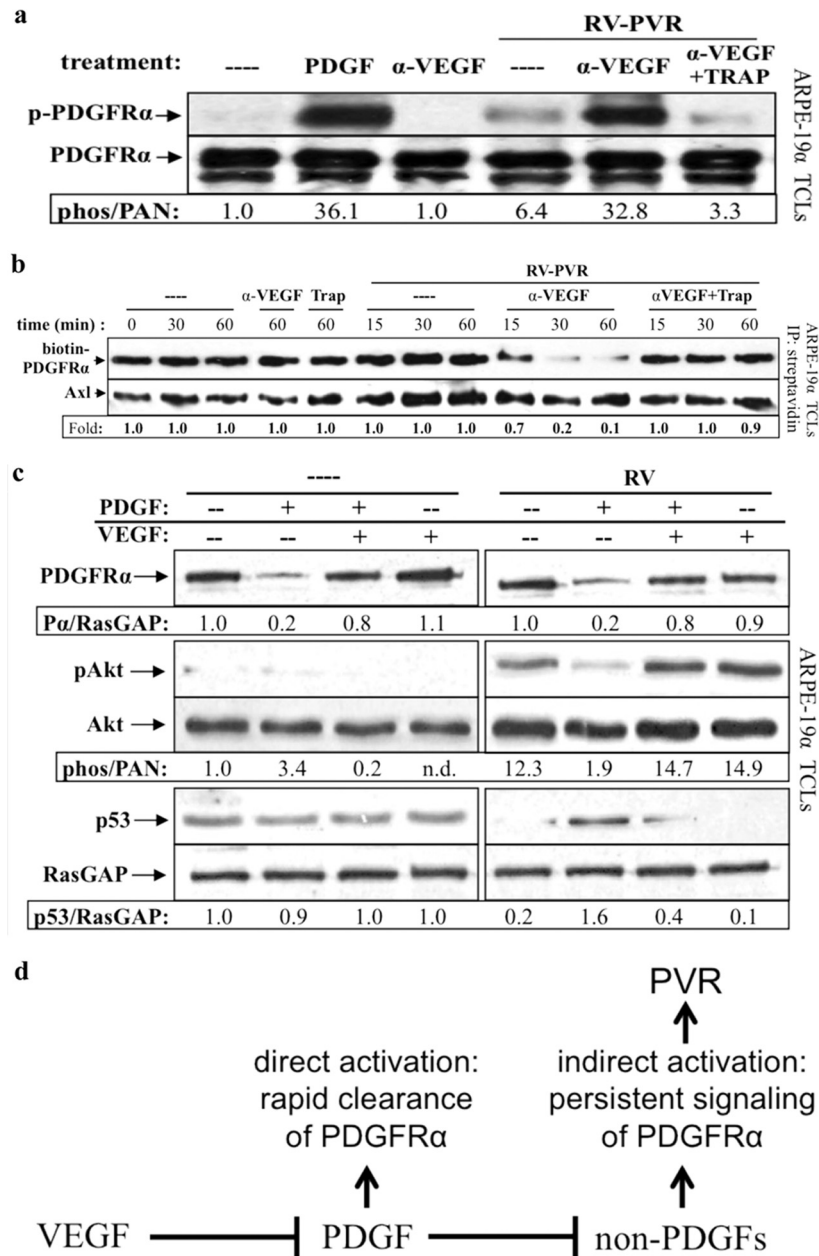 a
RV-PVR
treatment: ---- PDGF α-VEGF ---- α-VEGF α-VEGF +TRAP
p-PDGFRα
PDGFRα
phos/PAN: 1.0 36.1 1.0 6.4 32.8 3.3
ARPE-19α TCLs
b
RV-PVR
---- α-VEGF Trap ---- α-VEGF αVEGF+Trap
time (min) : 0 30 60 60 60 15 30 60 15 30 60 15 30 60
biotin-
PDGFRα
Axl
Fold: 1.0 1.0 1.0 1.0 1.0 1.0 1.0 1.0 0.7 0.2 0.1 1.0 1.0 0.9
ARPE-19α TCLs
IP: streptavidin
c
---- RV
PDGF: -- + + -- -- + + --
VEGF: -- -- + + -- -- + +
PDGFRα
Pα/RasGAP: 1.0 0.2 0.8 1.1 1.0 0.2 0.8 0.9
pAkt
Akt
phos/PAN: 1.0 3.4 0.2 n.d. 12.3 1.9 14.7 14.9
p53
RasGAP
p53/RasGAP: 1.0 0.9 1.0 1.0 0.2 1.6 0.4 0.1
ARPE-19α TCLs
d
PVR
direct activation: indirect activation:
rapid clearance persistent signaling
of PDGFRα of PDGFRα
VEGF PDGF non-PDGFs